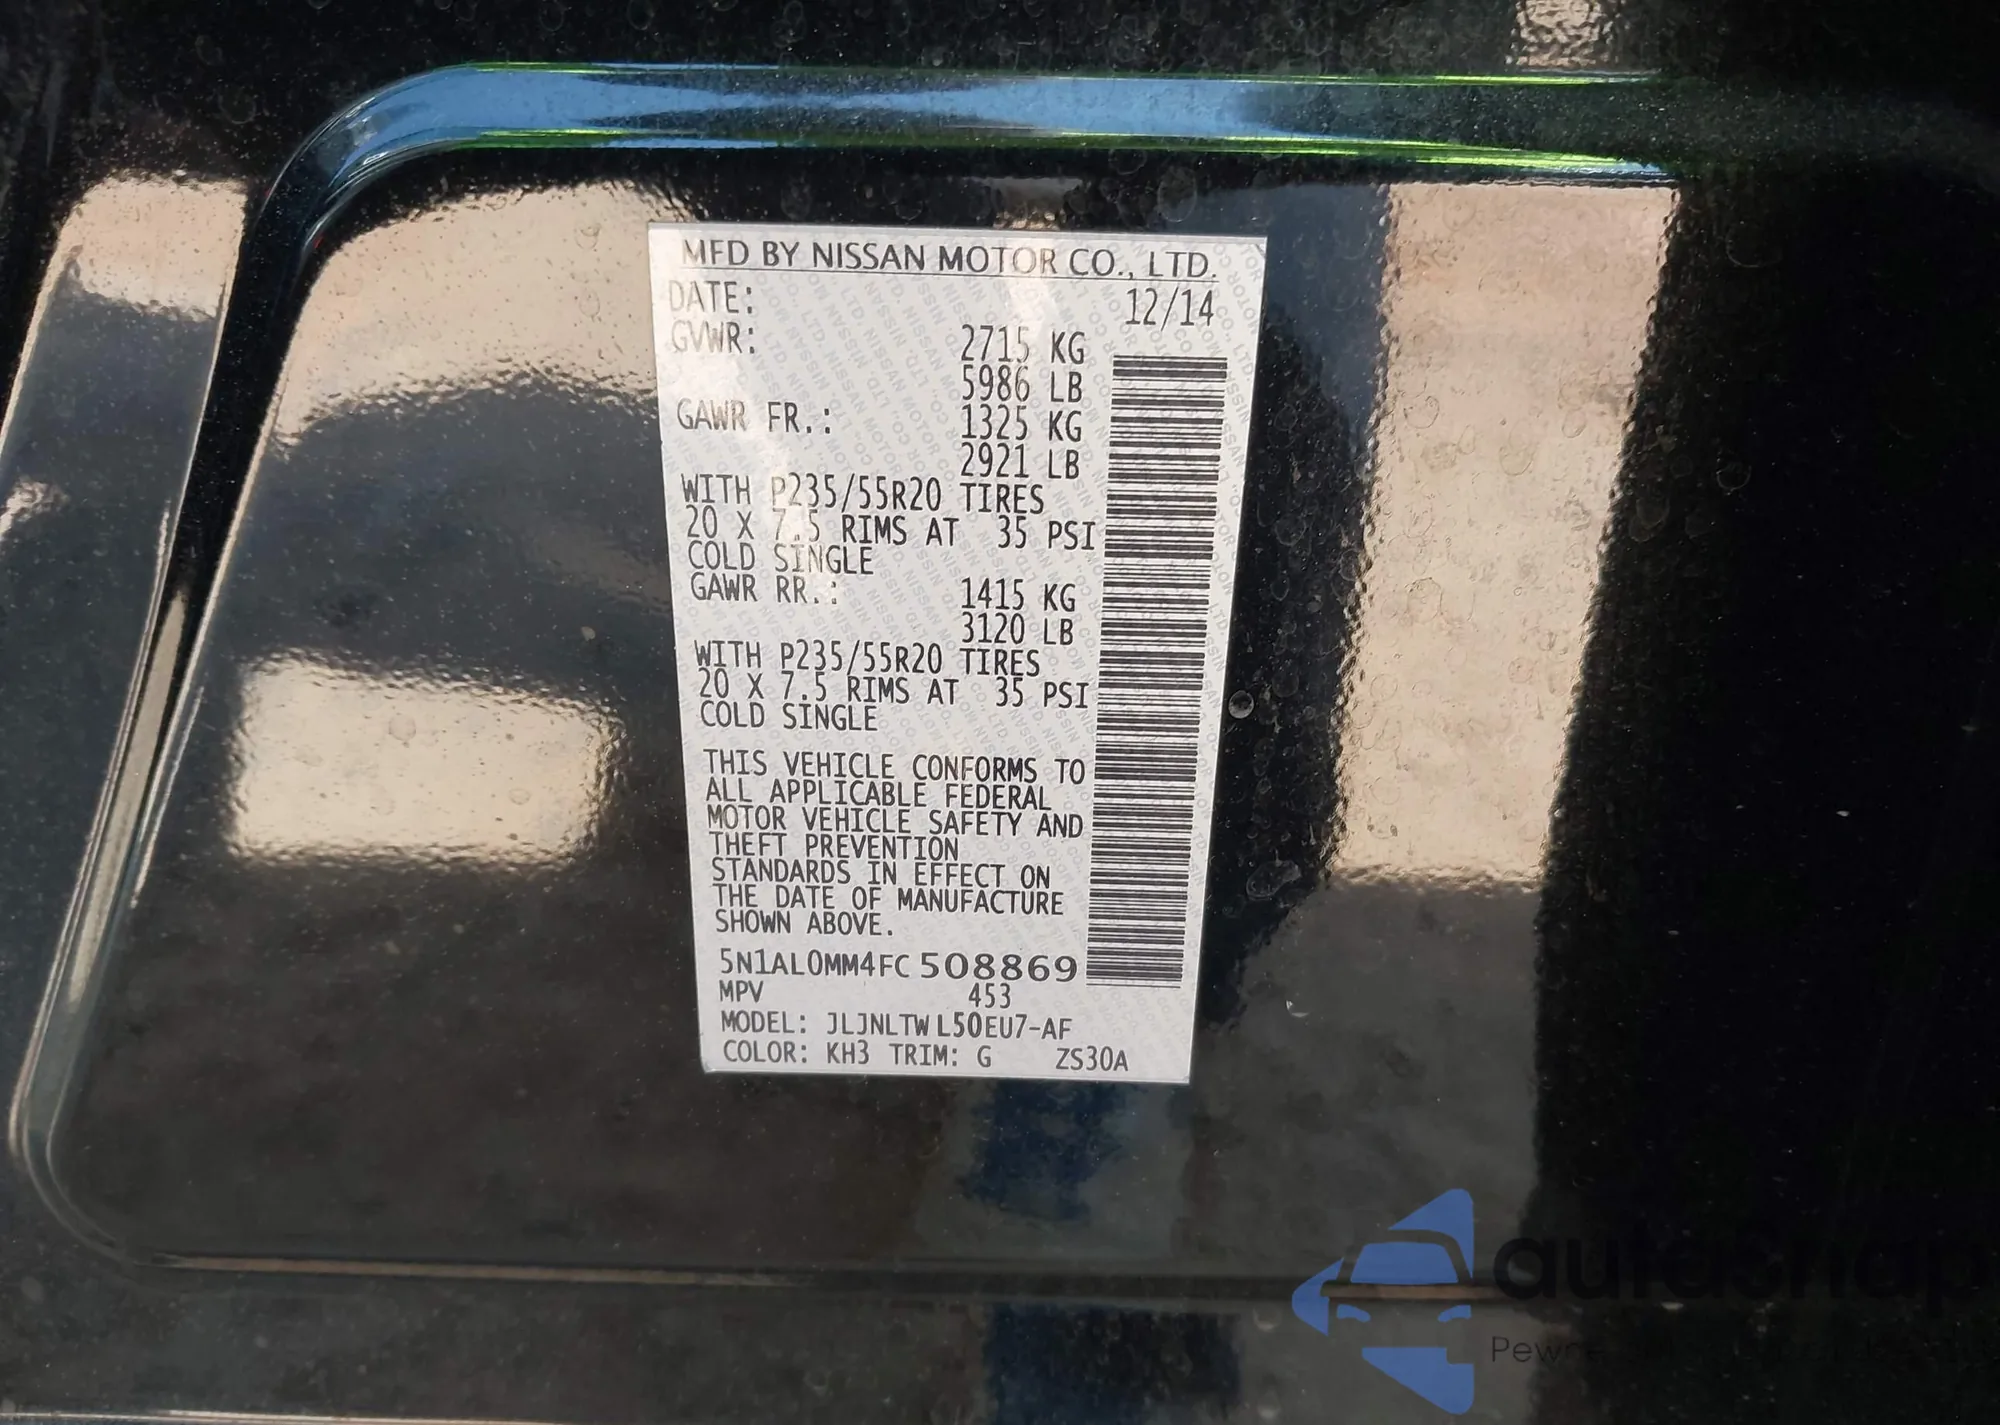 MFD BY NISSAN MOTOR CO., LTD.
DATE: 12/14
GVWR: 2715 KG
5986 LB
GAWR FR.: 1325 KG
2921 LB
WITH P235/55R20 TIRES
20 X 7.5 RIMS AT 35 PSI
COLD SINGLE
GAWR RR.: 1415 KG
3120 LB
WITH P235/55R20 TIRES
20 X 7.5 RIMS AT 35 PSI
COLD SINGLE
THIS VEHICLE CONFORMS TO
ALL APPLICABLE FEDERAL
MOTOR VEHICLE SAFETY AND
THEFT PREVENTION
STANDARDS IN EFFECT ON
THE DATE OF MANUFACTURE
SHOWN ABOVE.
5N1AL0MM4FC508869
MPV 453
MODEL: JLJNLTWL50EU7-AF
COLOR: KH3 TRIM: G ZS30A
autosnap